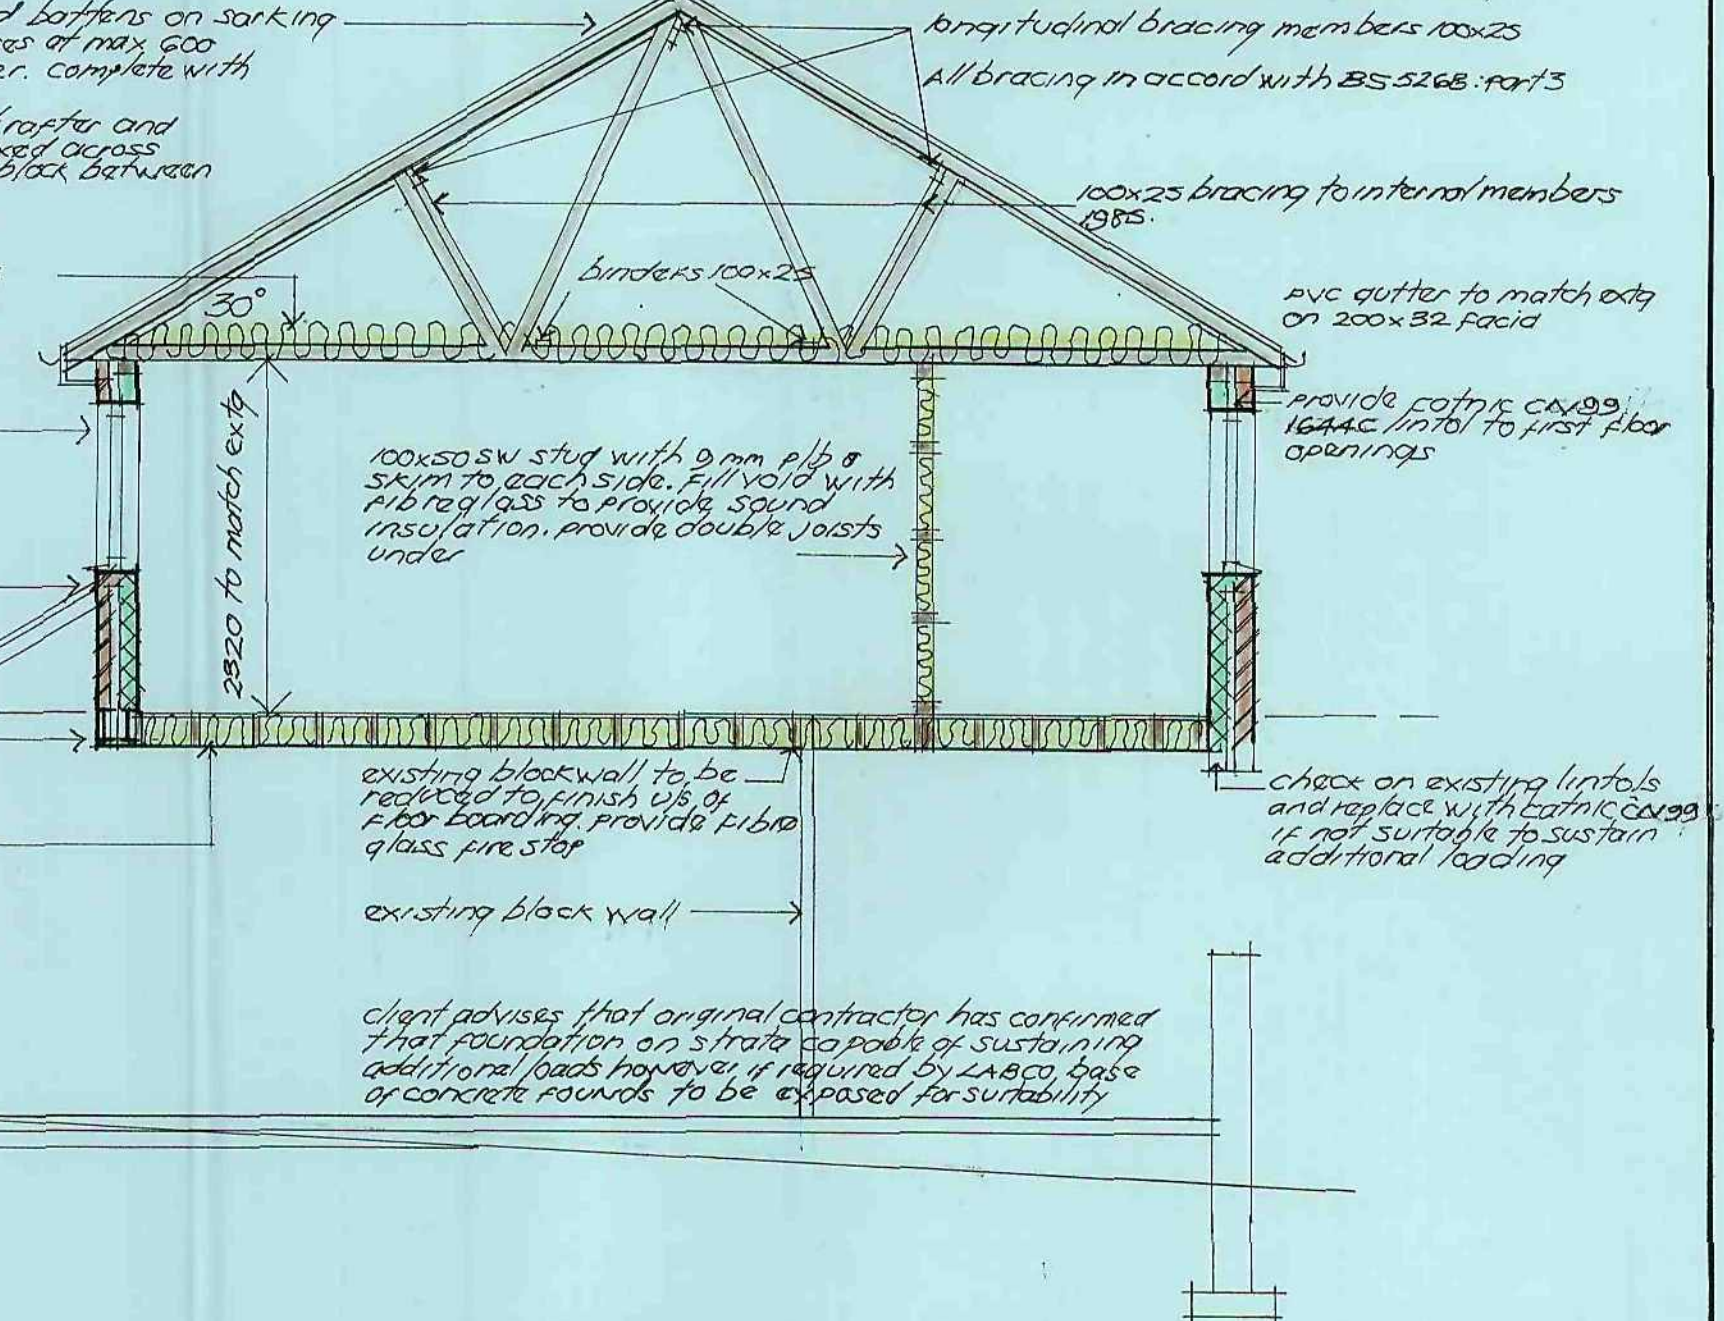 battens on sarking
at max 600
complete with
rafter and
across
block between
longitudinal bracing members 100x25
All bracing in accord with BS 5268: part 3
100x25 bracing to internal members
1985.
binders 100x25
30°
pvc gutter to match extg
on 200x32 facia
provide catnic CN99
1644C lintol to first floor
openings
2320 to match extg
100x50 SW stud with 9mm plb &
skim to each side. Fill void with
fibreglass to provide sound
insulation. provide double joists
under
existing blockwall to be
reduced to finish u/s of
floor boarding. provide fibre
glass fire stop
check on existing lintols
and replace with catnic CN99
if not suitable to sustain
additional loading
existing block wall
client advises that original contractor has confirmed
that foundation on strata capable of sustaining
additional loads however, if required by LABCO, base
of concrete founds to be exposed for suitability